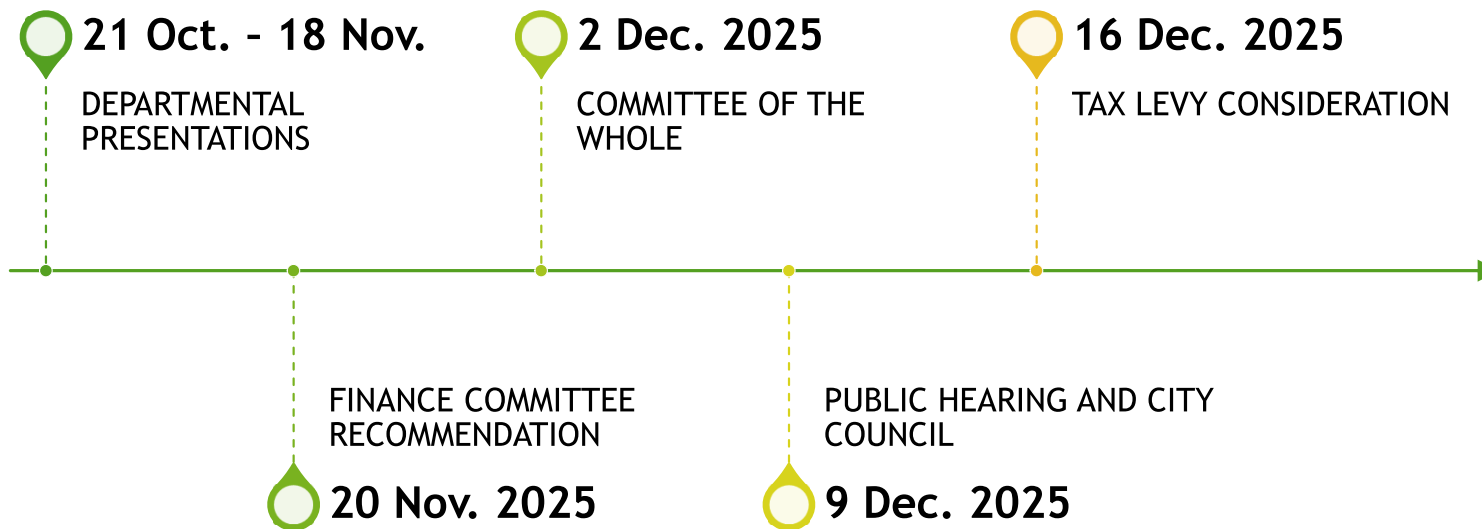 21 Oct. – 18 Nov.
DEPARTMENTAL
PRESENTATIONS
2 Dec. 2025
COMMITTEE OF THE
WHOLE
16 Dec. 2025
TAX LEVY CONSIDERATION
FINANCE COMMITTEE
RECOMMENDATION
20 Nov. 2025
PUBLIC HEARING AND CITY
COUNCIL
9 Dec. 2025